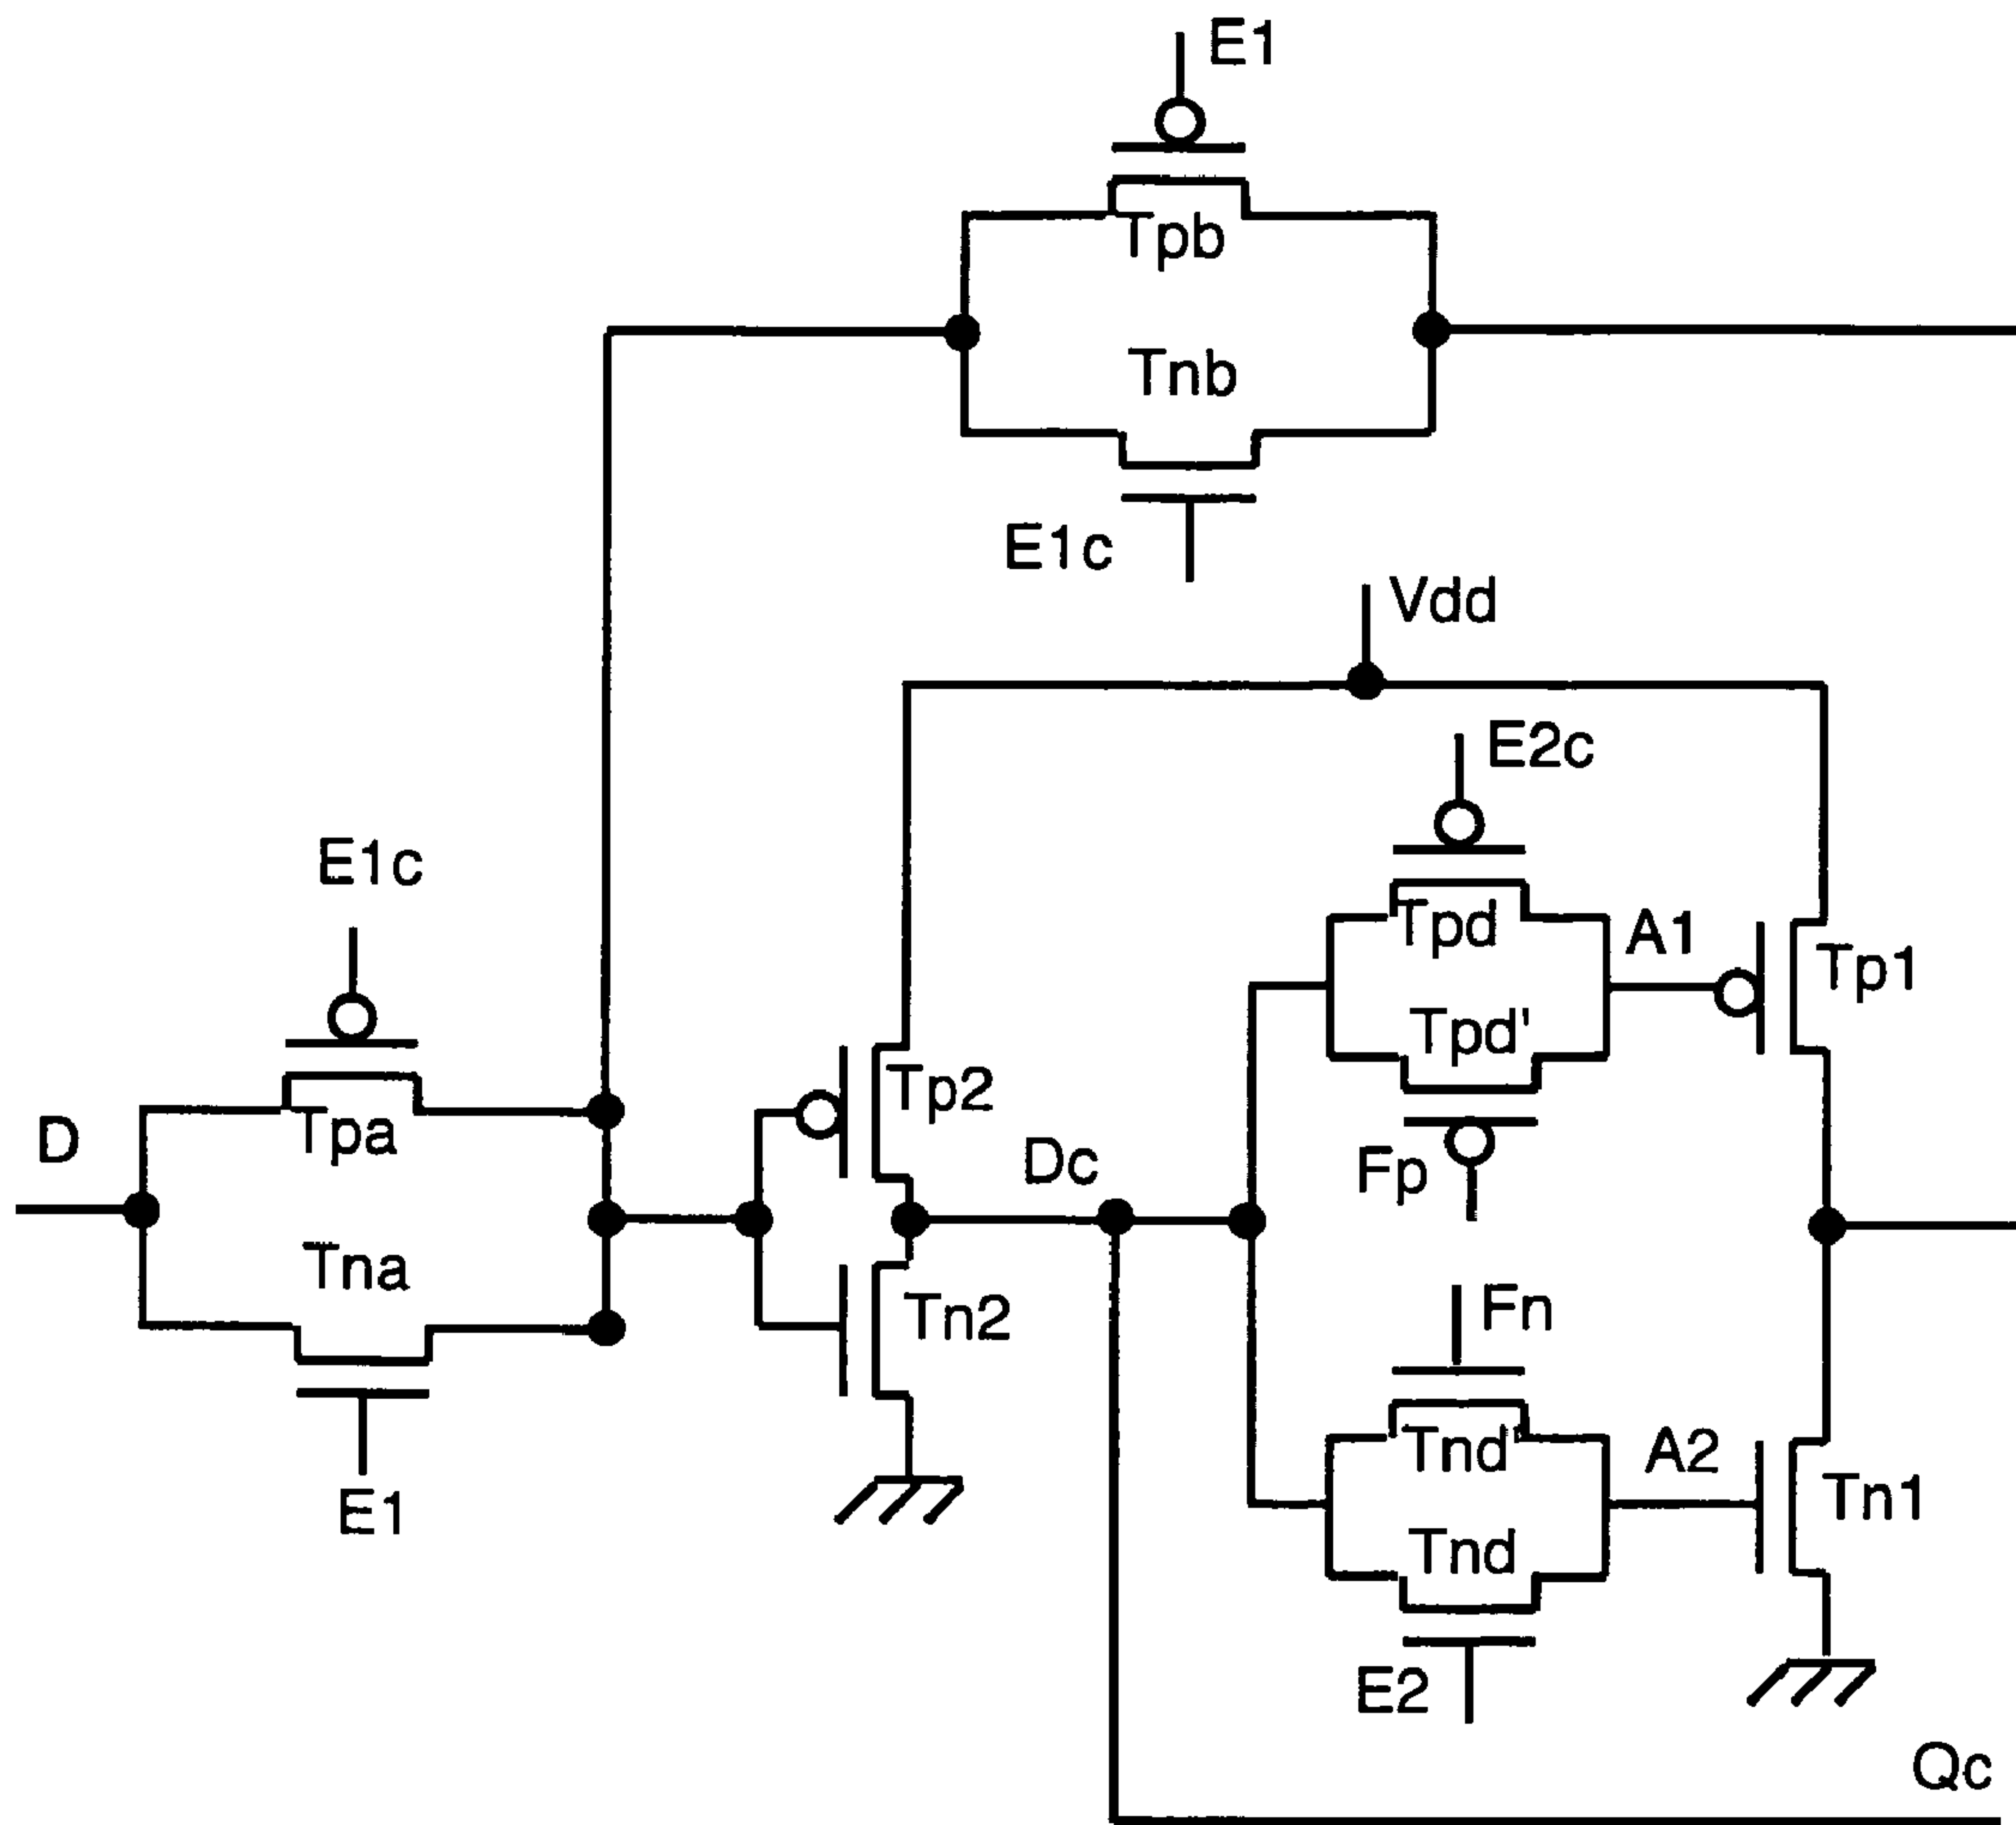 E1
Tpb
Tnb
E1c
Vdd
E2c
E1c
Tpd
A1
Tp1
Tpd'
Tp2
D
Tpa
Dc
Fp
Tna
Fn
Tn2
Tnd'
A2
Tn1
E1
Tnd
E2
Qc